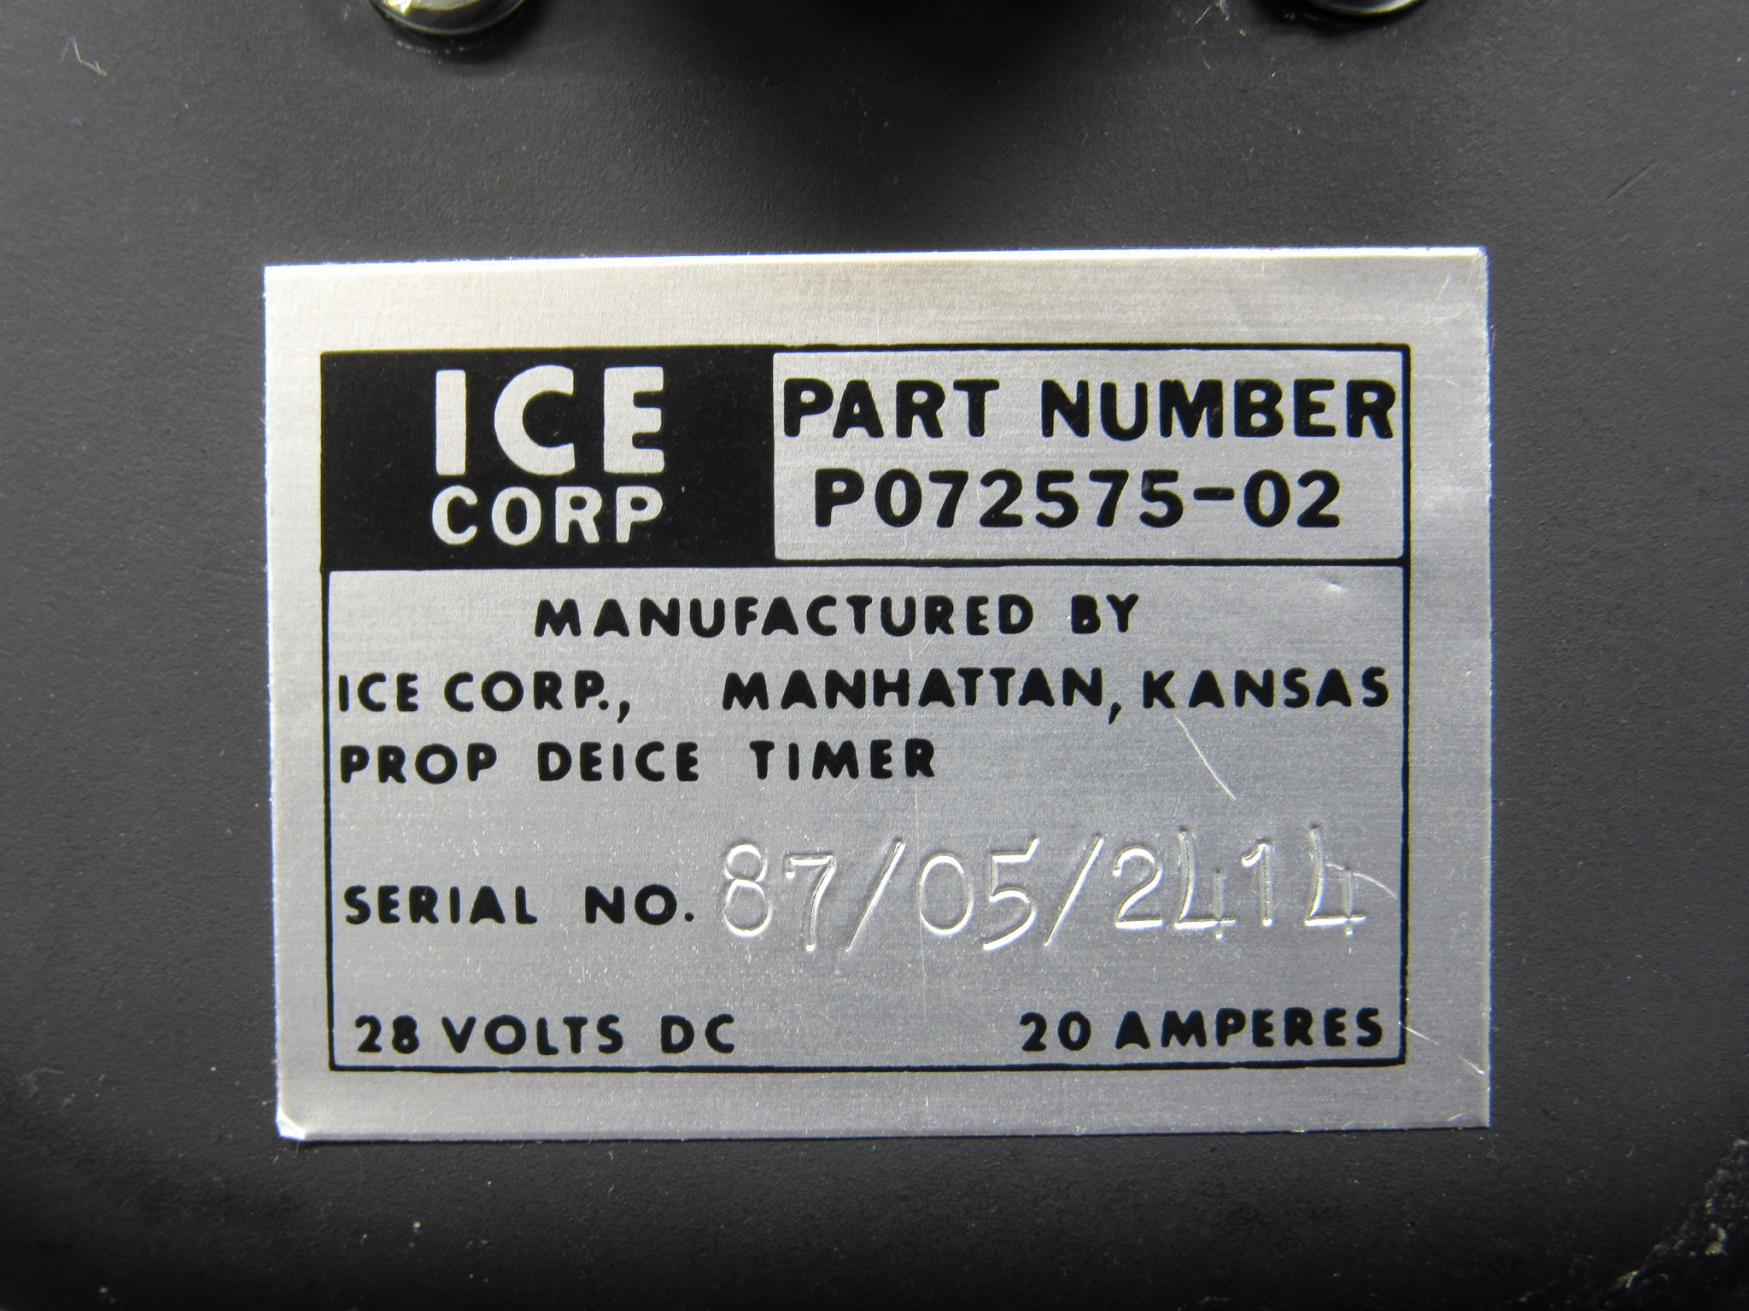 ICE
CORP
PART NUMBER
P072575-02
MANUFACTURED BY
ICE CORP., MANHATTAN, KANSAS
PROP DEICE TIMER
SERIAL NO. 87/05/2414
28 VOLTS DC 20 AMPERES